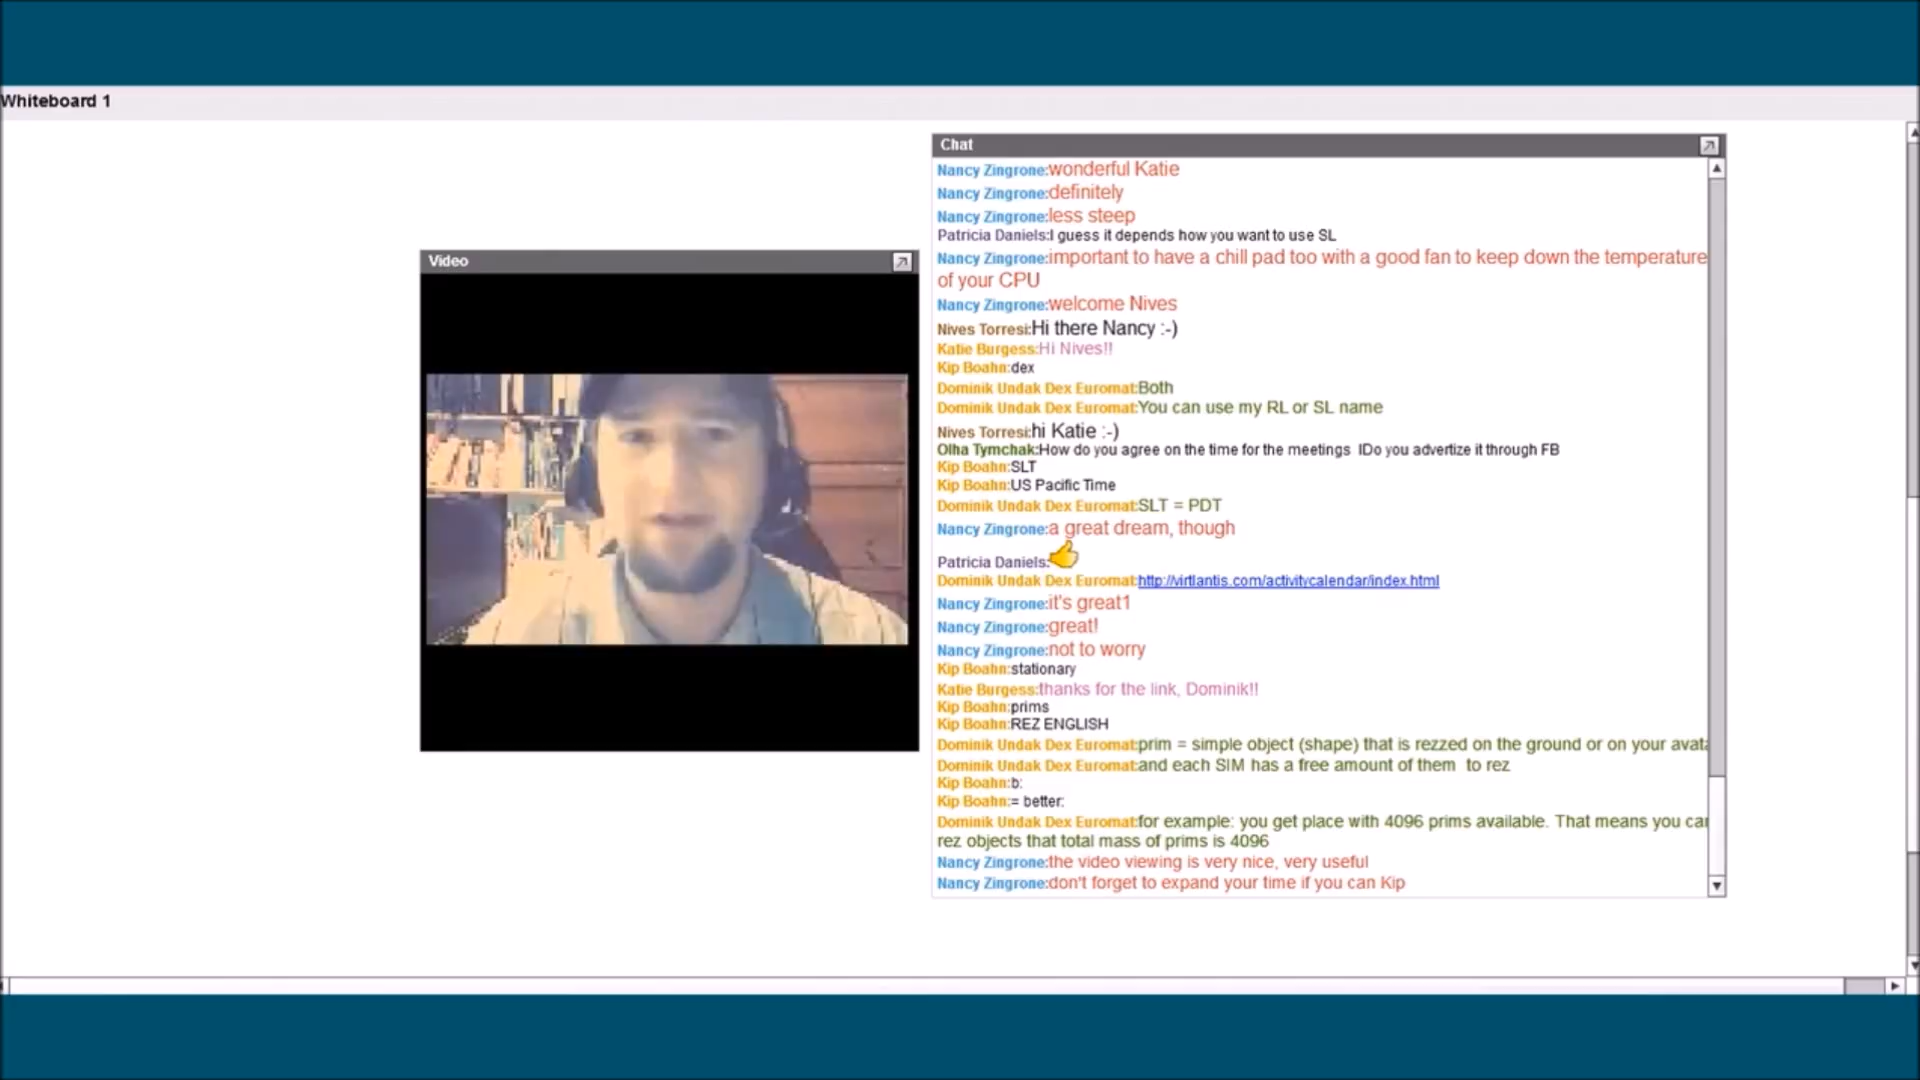 Whiteboard 1
Chat
Nancy Zingrone:wonderful Katie
Nancy Zingrone:definitely
Nancy Zingrone:less steep
Patricia Daniels:I guess it depends how you want to use SL
Video
Nancy Zingrone:important to have a chill pad too with a good fan to keep down the temperature
of your CPU
Nancy Zingrone:welcome Nives
Nives Torresi:Hi there Nancy :-)
Katie Burgess:Hi Nives!!
Kip Boahn:dex
Dominik Undak Dex Euromat:Both
Dominik Undak Dex Euromat:You can use my RL or SL name
Nives Torresi:hi Katie :-)
Olha Tymchak:How do you agree on the time for the meetings IDo you advertize it through FB
Kip Boahn:SLT
Kip Boahn:US Pacific Time
Dominik Undak Dex Euromat:SLT = PDT
Nancy Zingrone:a great dream, though
Patricia Daniels:
Dominik Undak Dex Euromat:http://virtlantis.com/activitycalendar/index.html
Nancy Zingrone:it's great1
Nancy Zingrone:great!
Nancy Zingrone:not to worry
Kip Boahn:stationary
Katie Burgess:thanks for the link, Dominik!!
Kip Boahn:prims
Kip Boahn:REZ ENGLISH
Dominik Undak Dex Euromat:prim = simple object (shape) that is rezzed on the ground or on your
Dominik Undak Dex Euromat:and each SIM has a free amount of them to rez
Kip Boahn:b:
Kip Boahn:= better:
Dominik Undak Dex Euromat:for example: you get place with 4096 prims available. That means you
rez objects that total mass of prims is 4096
Nancy Zingrone:the video viewing is very nice, very useful
Nancy Zingrone:don't forget to expand your time if you can Kip